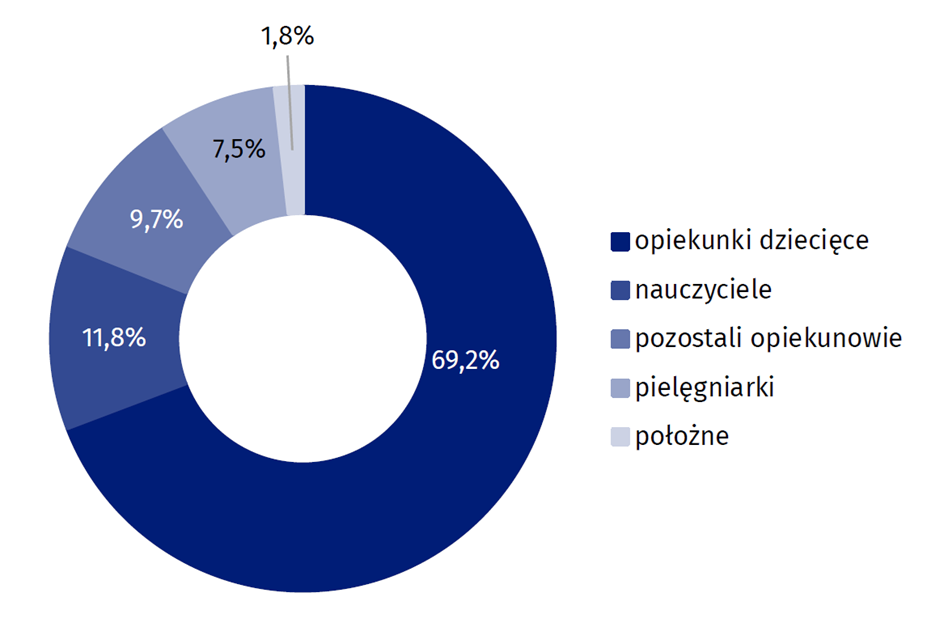 1,8%
7,5%
9,7%
11,8%
69,2%
opiekunki dziecięce
nauczyciele
pozostali opiekunowie
pielęgniarki
położne